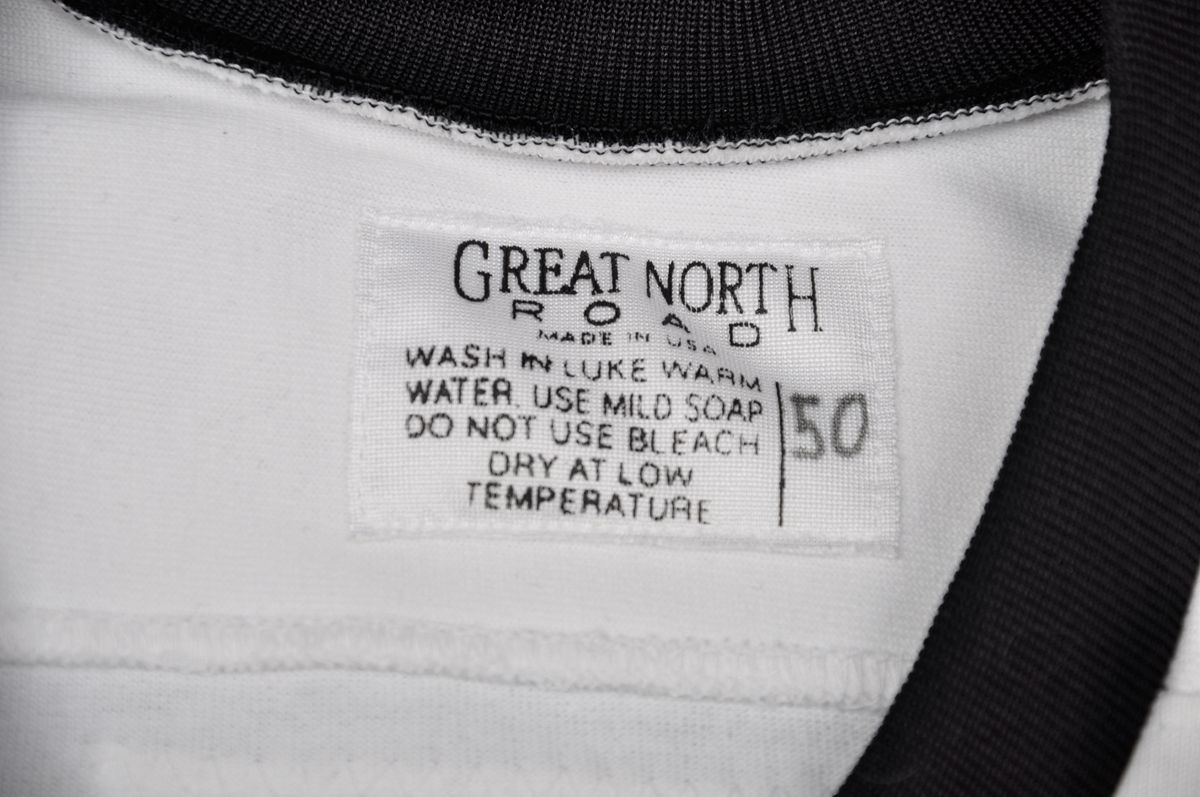 GREAT NORTH
ROAD
MADE IN USA
WASH IN LUKE WARM
WATER. USE MILD SOAP
DO NOT USE BLEACH
DRY AT LOW
TEMPERATURE
50